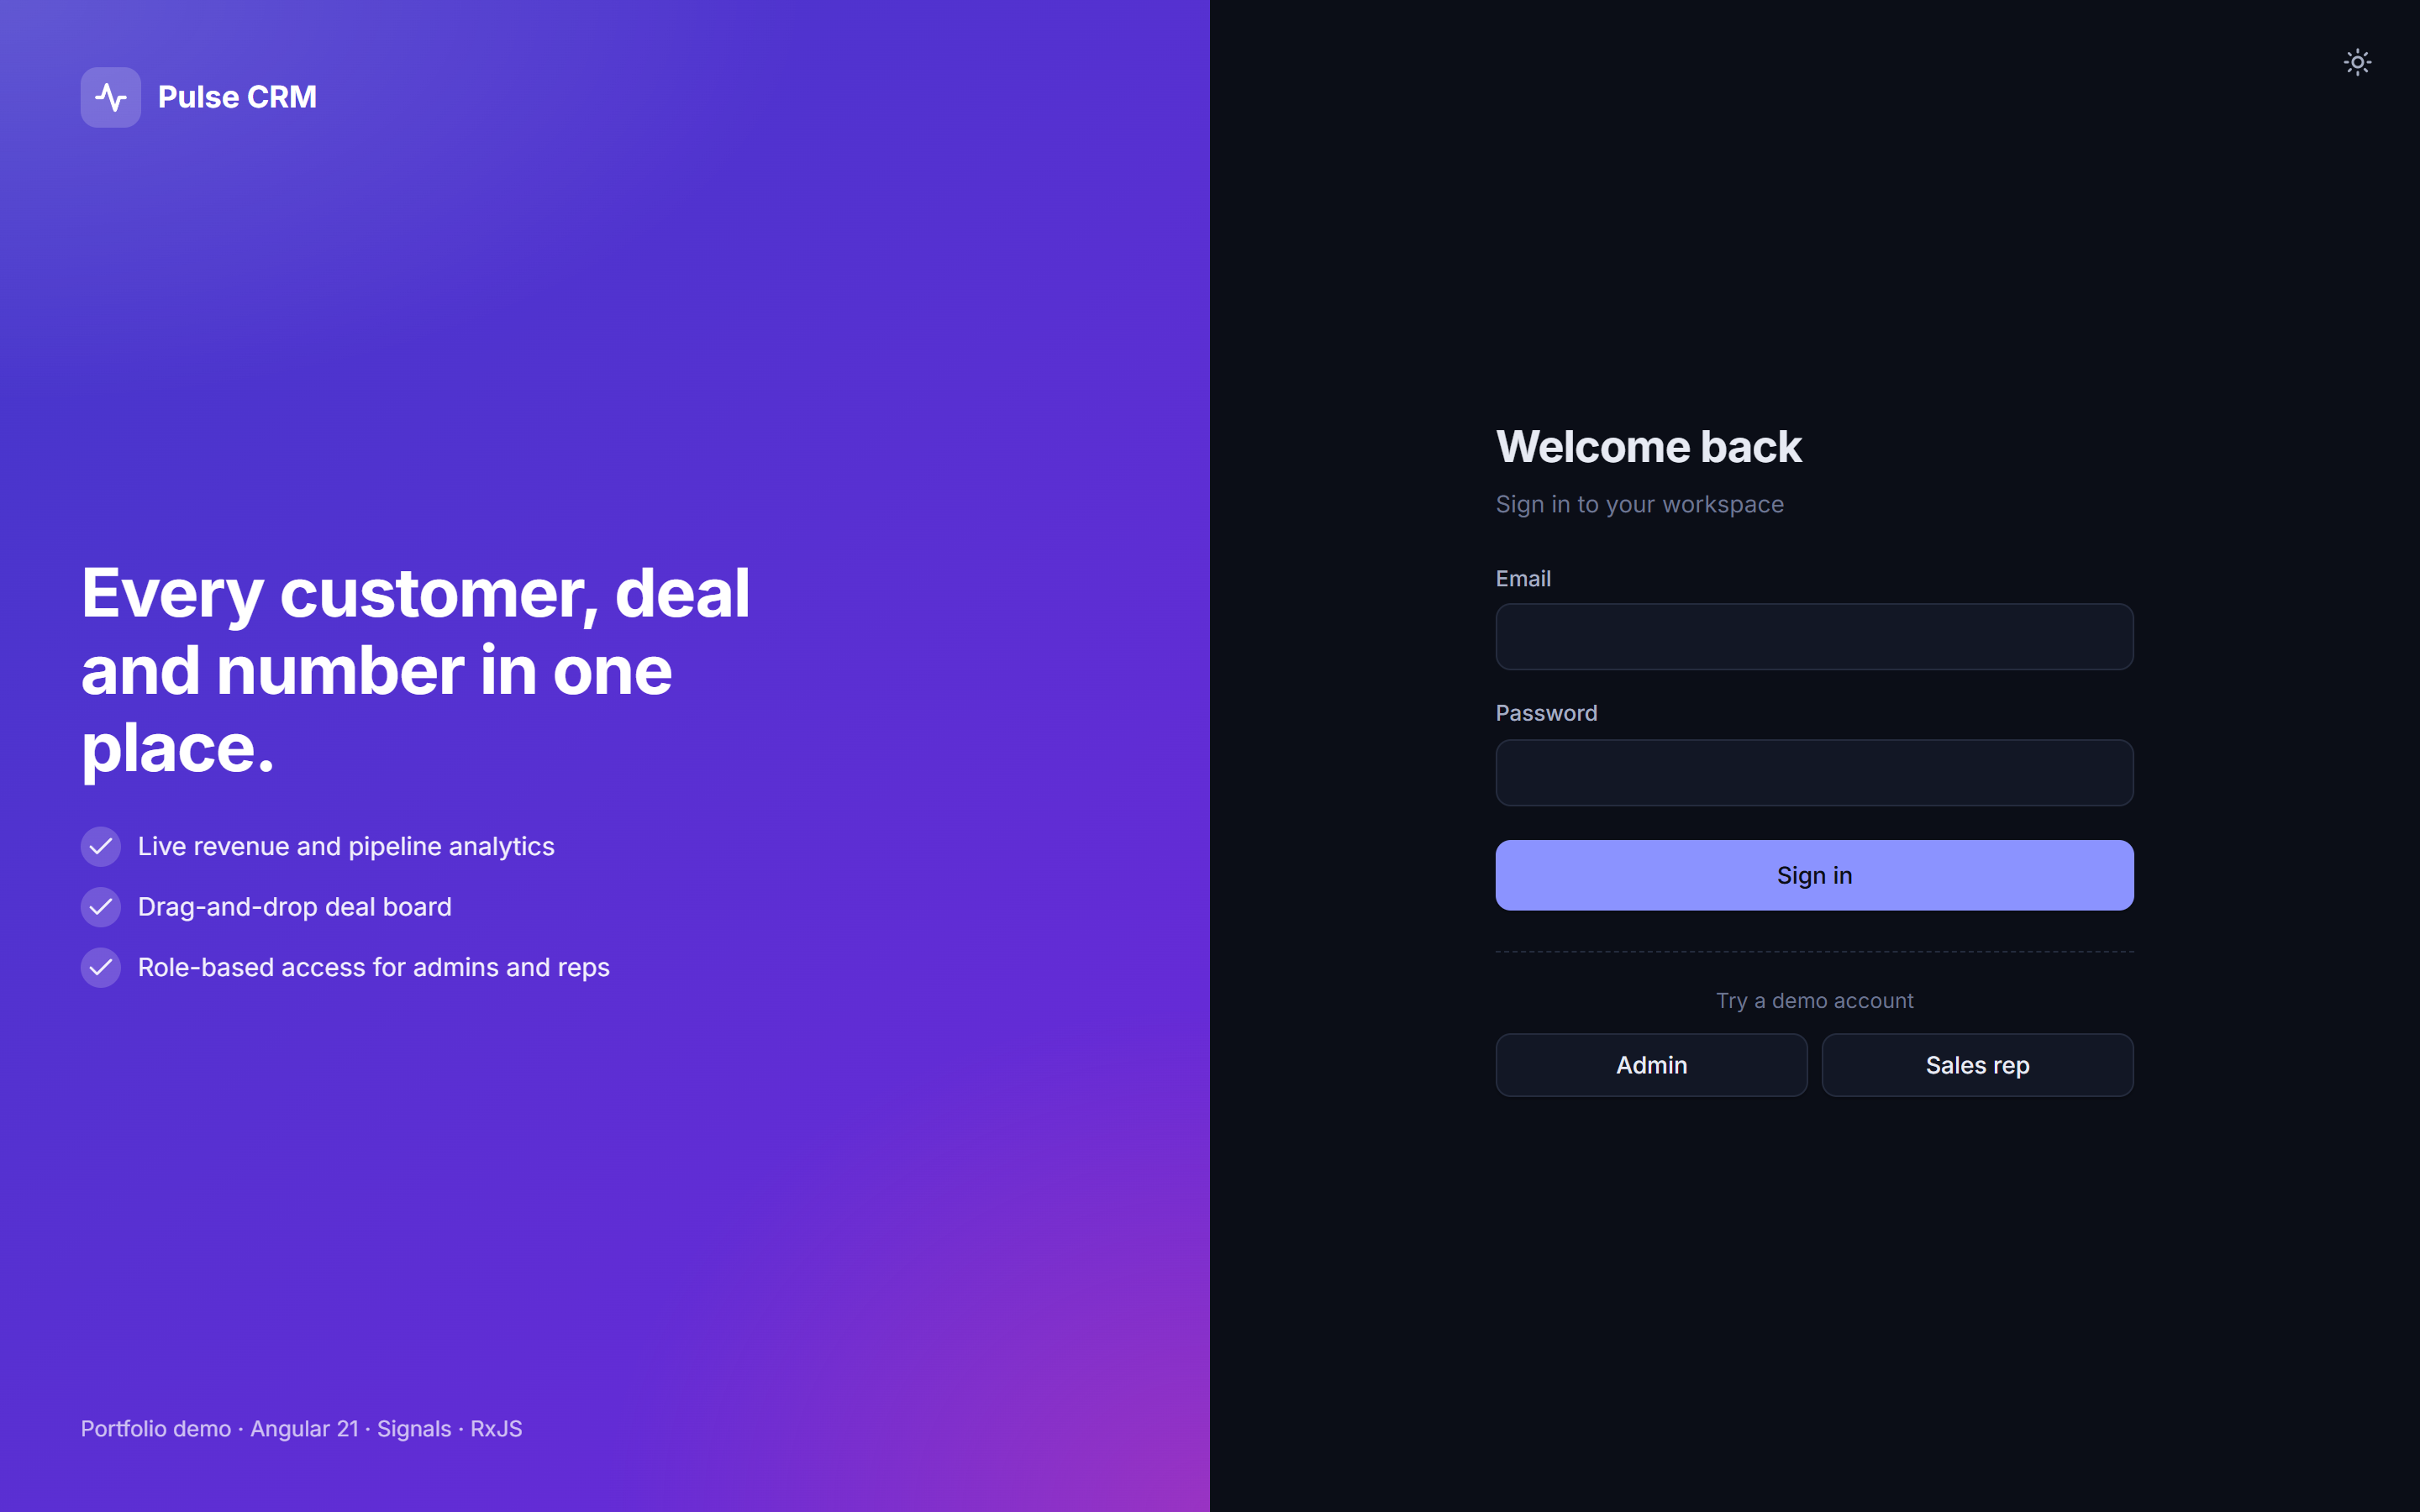 Pulse CRM
Every customer, deal
and number in one
place.
Live revenue and pipeline analytics
Drag-and-drop deal board
Role-based access for admins and reps
Portfolio demo · Angular 21 · Signals · RxJS
Welcome back
Sign in to your workspace
Email
Password
Sign in
Try a demo account
Admin
Sales rep